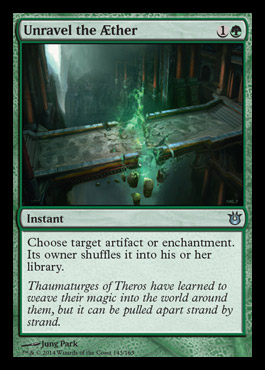 Unravel the Æther 1
Instant
Choose target artifact or enchantment.
Its owner shuffles it into his or her
library.
Thaumaturges of Theros have learned to
weave their magic into the world around
them, but it can be pulled apart strand by
strand.
Jung Park
™ & © 2014 Wizards of the Coast 143/165